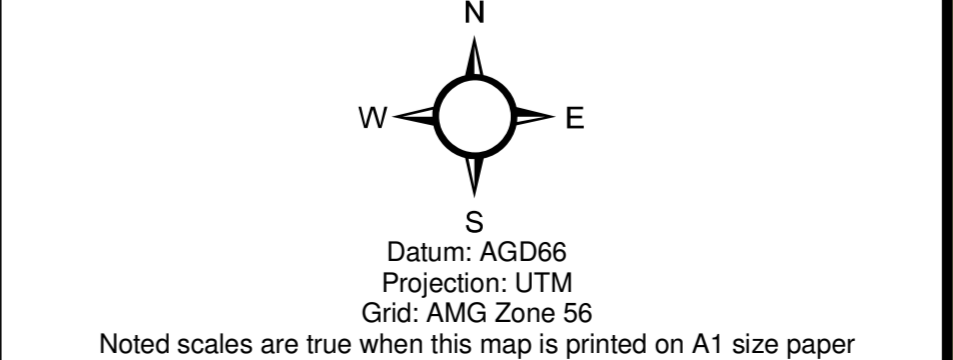 N
W E
S
Datum: AGD66
Projection: UTM
Grid: AMG Zone 56
Noted scales are true when this map is printed on A1 size paper